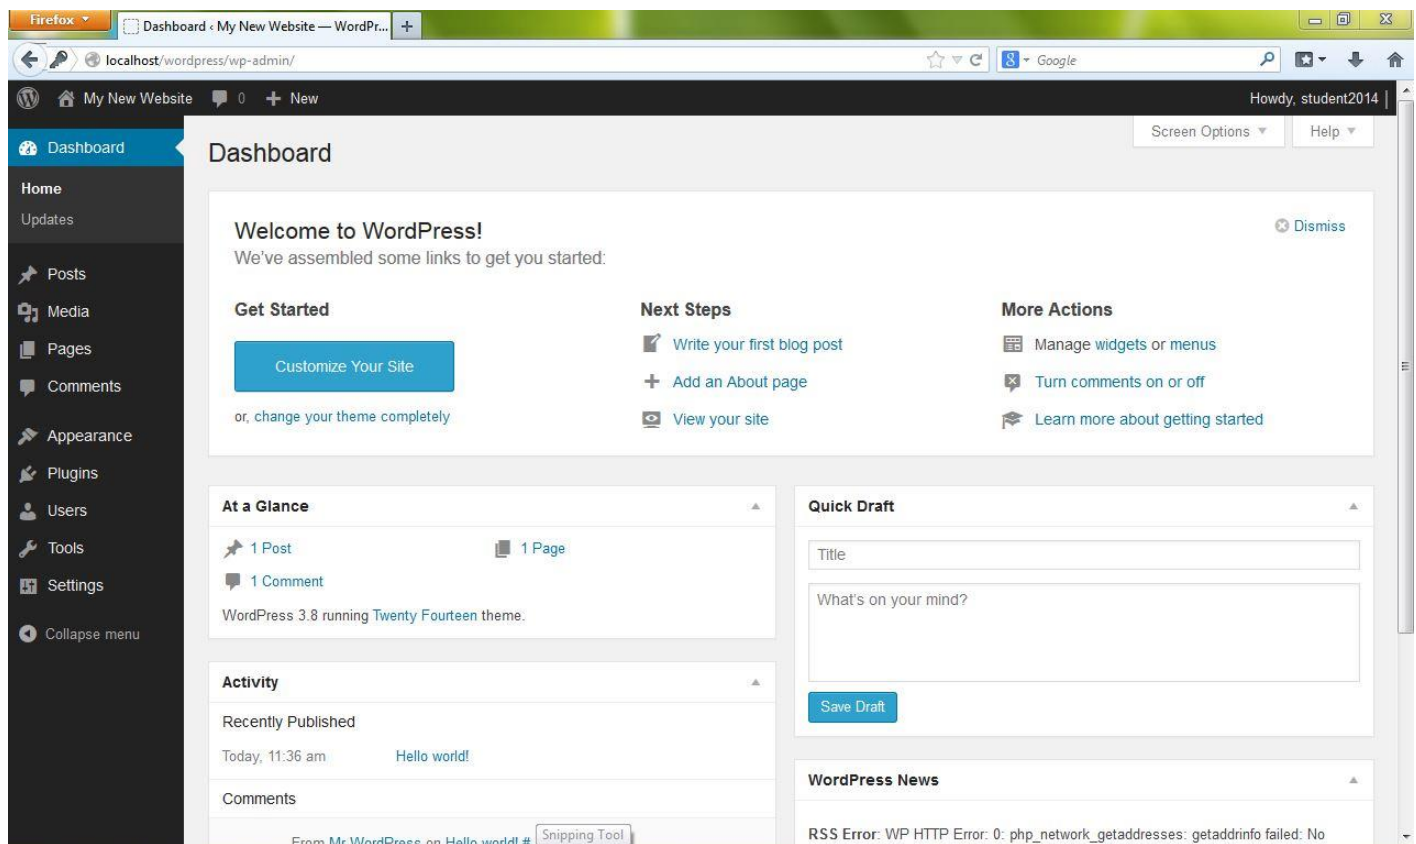 Firefox
Dashboard ‹ My New Website — WordPr...
localhost/wordpress/wp-admin/
Google
My New Website 0 + New
Howdy, student2014
Screen Options
Help
Dashboard
Home
Updates
Posts
Media
Pages
Comments
Appearance
Plugins
Users
Tools
Settings
Collapse menu
Dashboard
Welcome to WordPress!
We've assembled some links to get you started:
Dismiss
Get Started
Customize Your Site
or, change your theme completely
Next Steps
Write your first blog post
Add an About page
View your site
More Actions
Manage widgets or menus
Turn comments on or off
Learn more about getting started
At a Glance
1 Post
1 Page
1 Comment
WordPress 3.8 running Twenty Fourteen theme.
Activity
Recently Published
Today, 11:36 am Hello world!
Comments
From Mr WordPress on Hello world! #
Snipping Tool
Quick Draft
Title
What's on your mind?
Save Draft
WordPress News
RSS Error: WP HTTP Error: 0: php_network_getaddresses: getaddrinfo failed: No